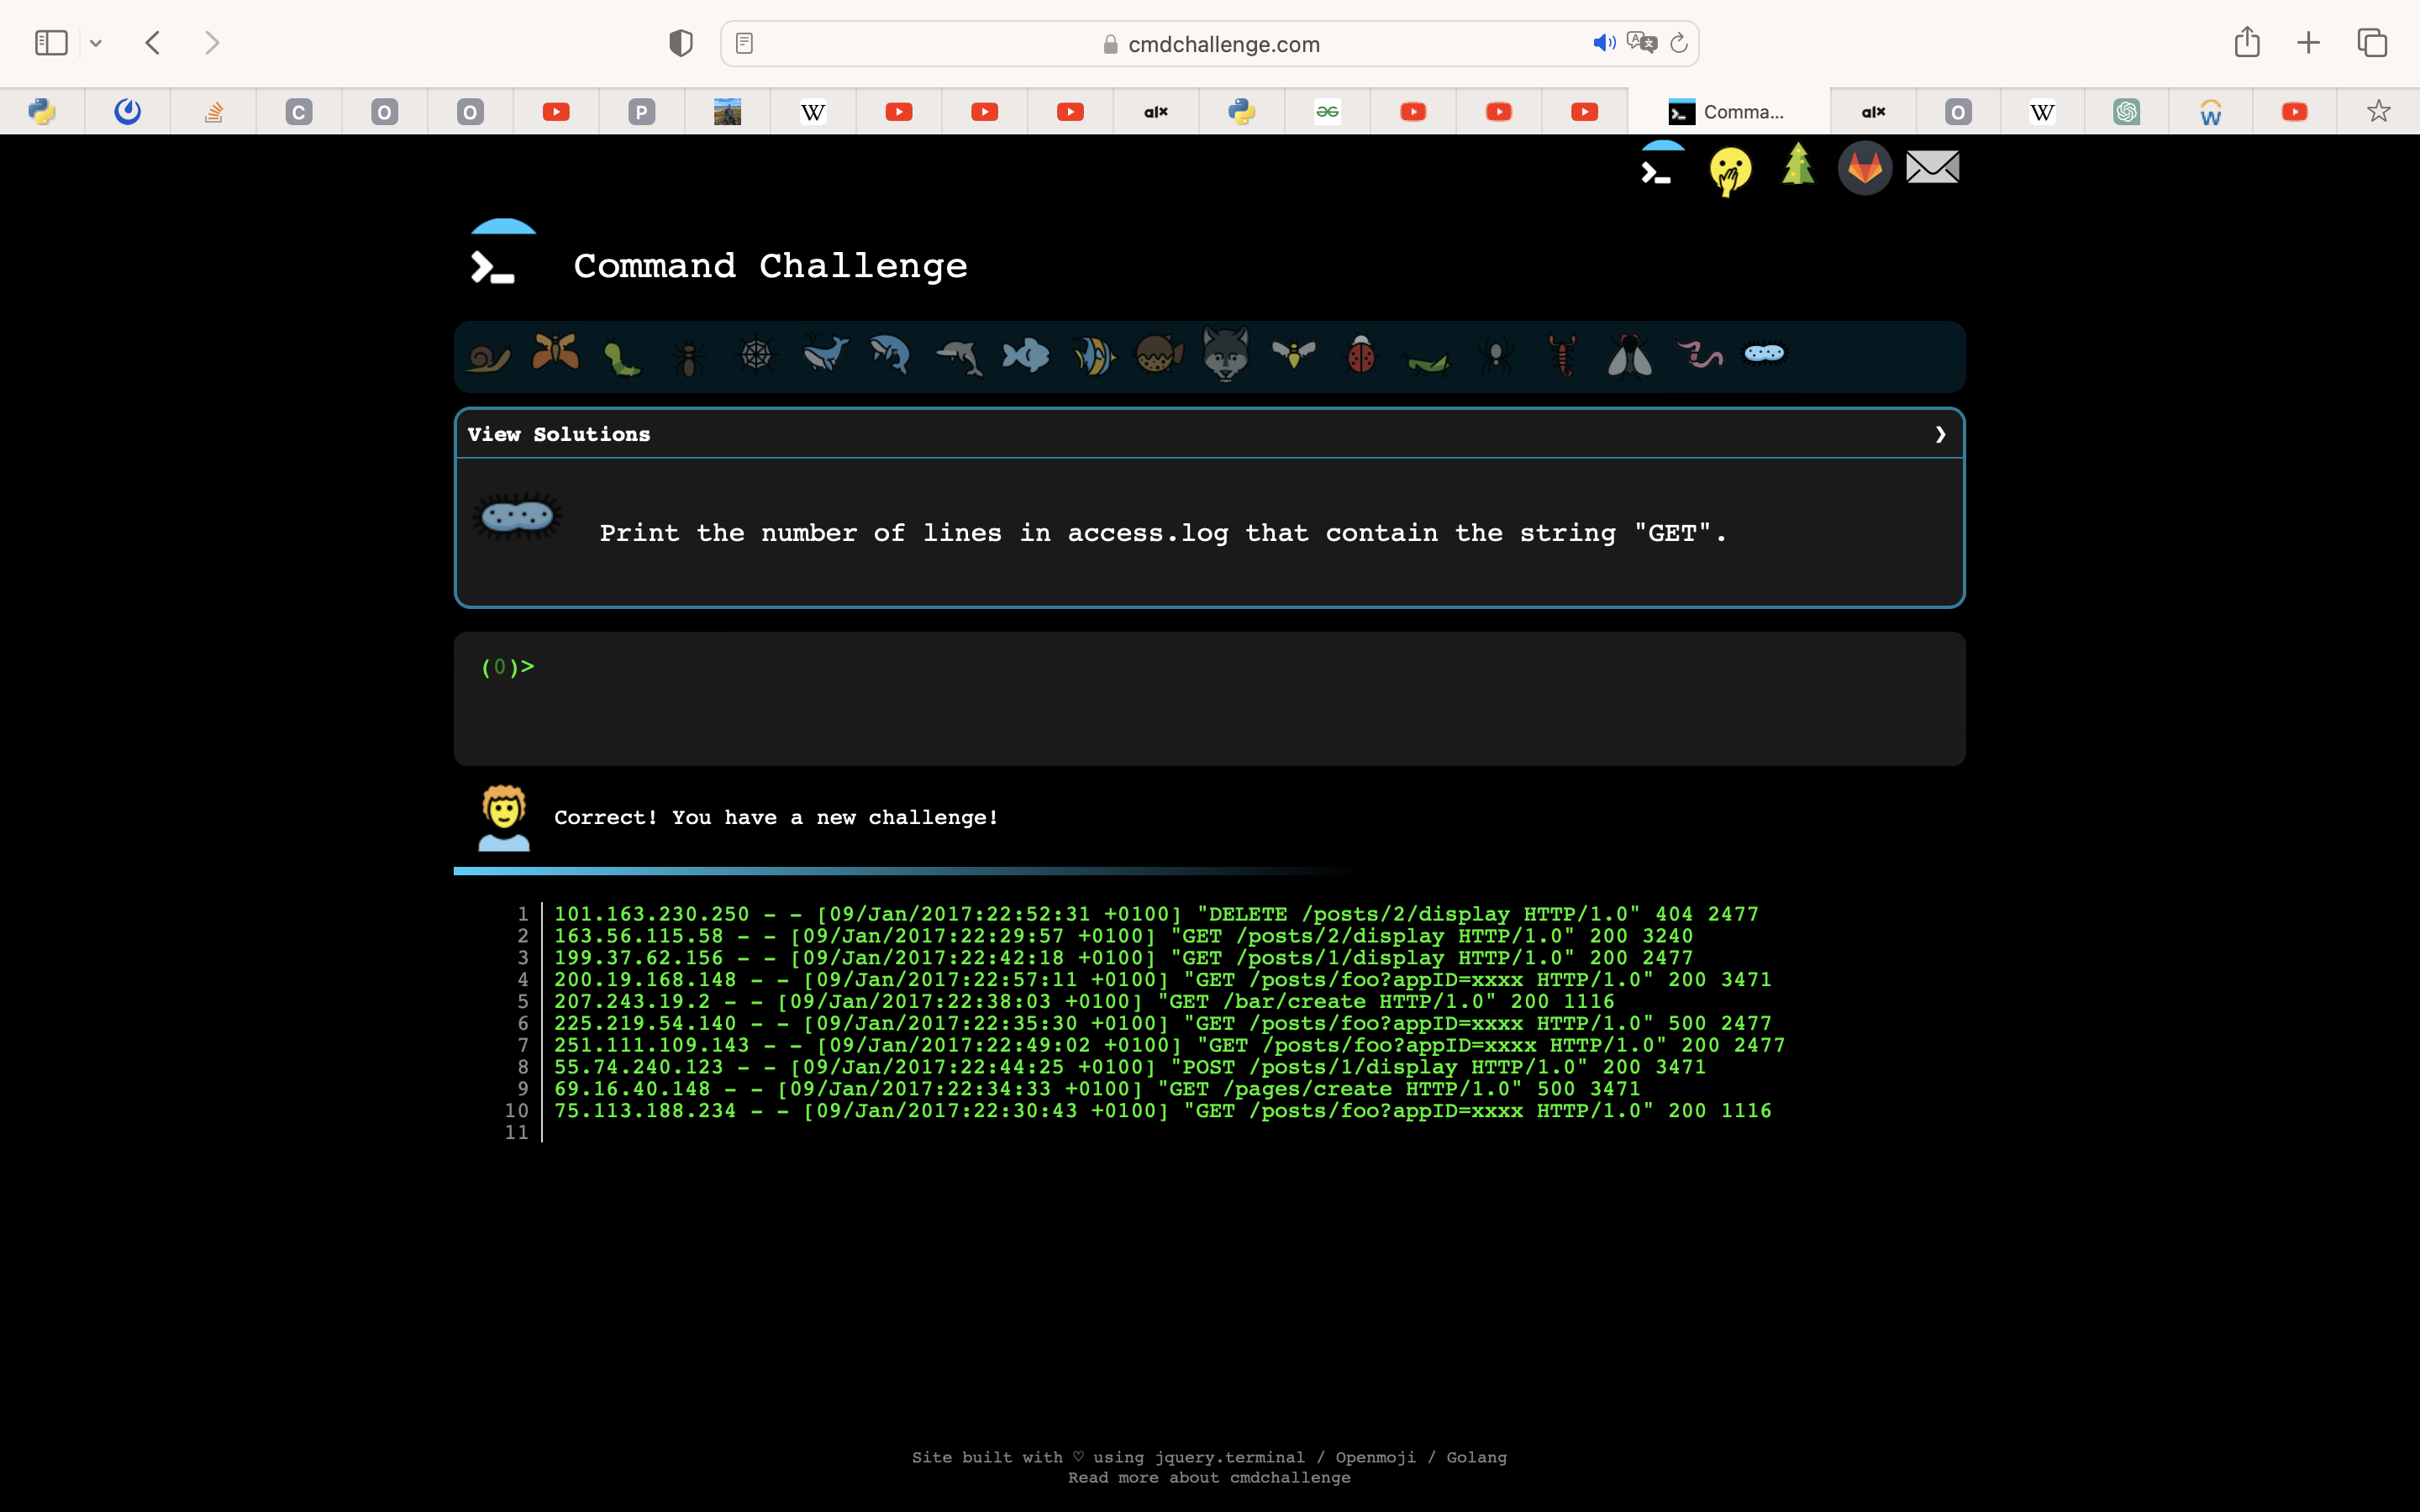 cmdchallenge.com
C
O
O
P
W
alx
Comma...
alx
O
W
W
Command Challenge
View Solutions ❯
Print the number of lines in access.log that contain the string "GET".
(0)>
Correct! You have a new challenge!
1 101.163.230.250 - - [09/Jan/2017:22:52:31 +0100] "DELETE /posts/2/display HTTP/1.0" 404 2477
2 163.56.115.58 - - [09/Jan/2017:22:29:57 +0100] "GET /posts/2/display HTTP/1.0" 200 3240
3 199.37.62.156 - - [09/Jan/2017:22:42:18 +0100] "GET /posts/1/display HTTP/1.0" 200 2477
4 200.19.168.148 - - [09/Jan/2017:22:57:11 +0100] "GET /posts/foo?appID=xxxx HTTP/1.0" 200 3471
5 207.243.19.2 - - [09/Jan/2017:22:38:03 +0100] "GET /bar/create HTTP/1.0" 200 1116
6 225.219.54.140 - - [09/Jan/2017:22:35:30 +0100] "GET /posts/foo?appID=xxxx HTTP/1.0" 500 2477
7 251.111.109.143 - - [09/Jan/2017:22:49:02 +0100] "GET /posts/foo?appID=xxxx HTTP/1.0" 200 2477
8 55.74.240.123 - - [09/Jan/2017:22:44:25 +0100] "POST /posts/1/display HTTP/1.0" 200 3471
9 69.16.40.148 - - [09/Jan/2017:22:34:33 +0100] "GET /pages/create HTTP/1.0" 500 3471
10 75.113.188.234 - - [09/Jan/2017:22:30:43 +0100] "GET /posts/foo?appID=xxxx HTTP/1.0" 200 1116
11
Site built with ♡ using jquery.terminal / Openmoji / Golang
Read more about cmdchallenge